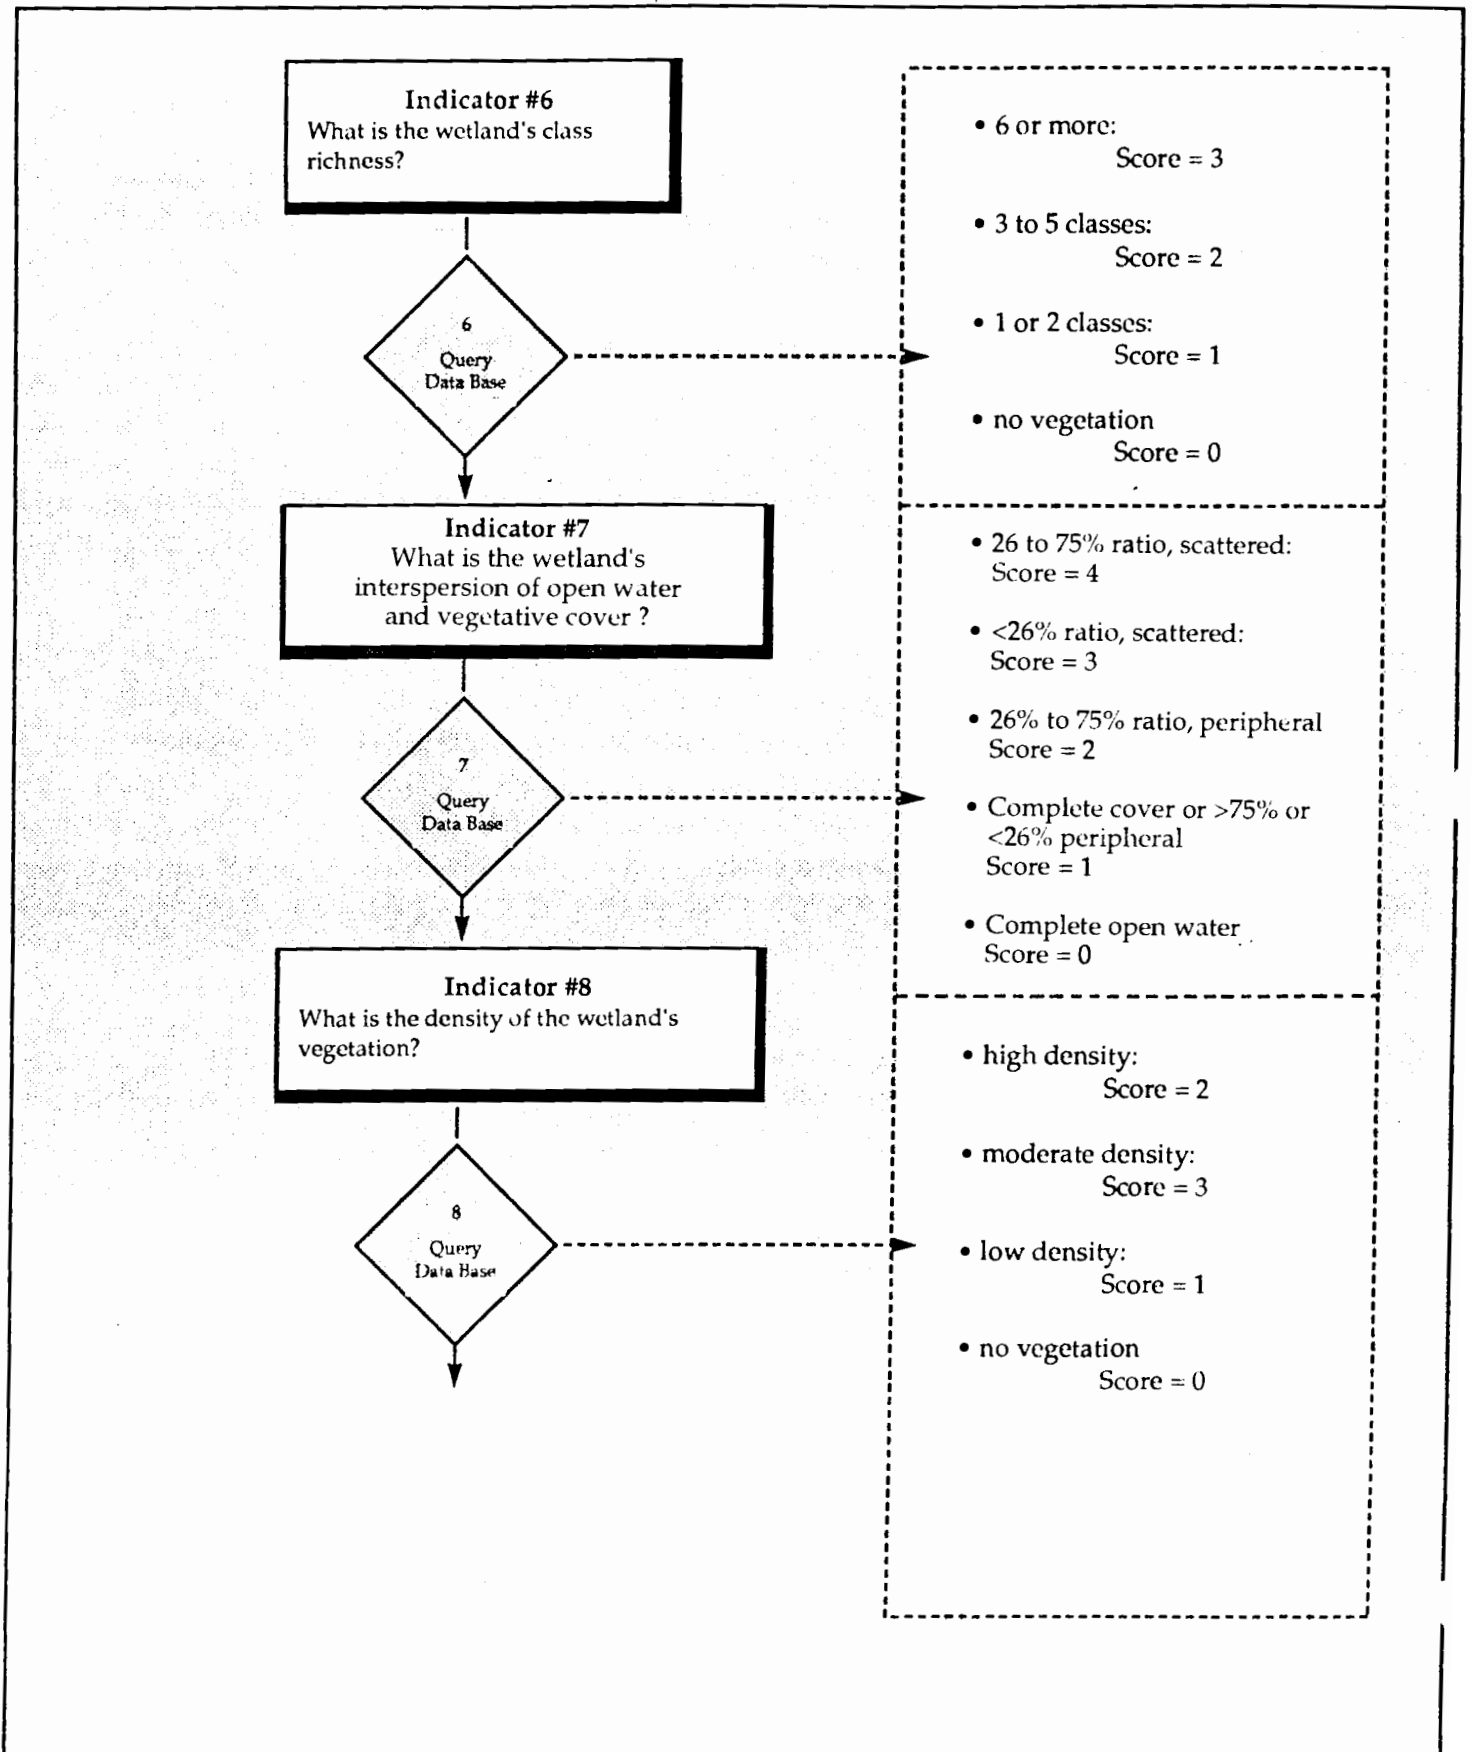 Indicator #6
What is the wetland's class
richness?
6
Query
Data Base
• 6 or more:
Score = 3
• 3 to 5 classes:
Score = 2
• 1 or 2 classes:
Score = 1
• no vegetation
Score = 0
Indicator #7
What is the wetland's
interspersion of open water
and vegetative cover ?
7
Query
Data Base
• 26 to 75% ratio, scattered:
Score = 4
• <26% ratio, scattered:
Score = 3
• 26% to 75% ratio, peripheral
Score = 2
• Complete cover or >75% or
<26% peripheral
Score = 1
• Complete open water
Score = 0
Indicator #8
What is the density of the wetland's
vegetation?
8
Query
Data Base
• high density:
Score = 2
• moderate density:
Score = 3
• low density:
Score = 1
• no vegetation
Score = 0